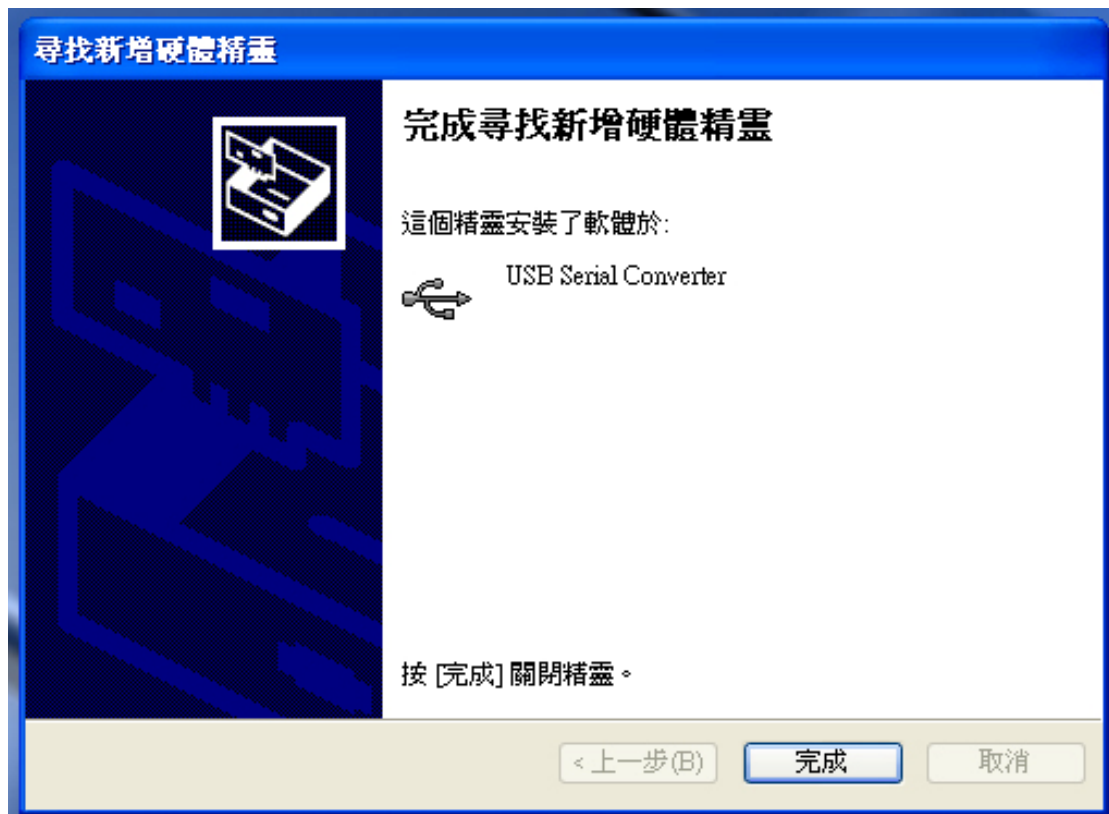 尋找新增硬體精靈
完成尋找新增硬體精靈
這個精靈安裝了軟體於:
USB Serial Converter
按 [完成] 關閉精靈。
< 上一步(B)
完成
取消